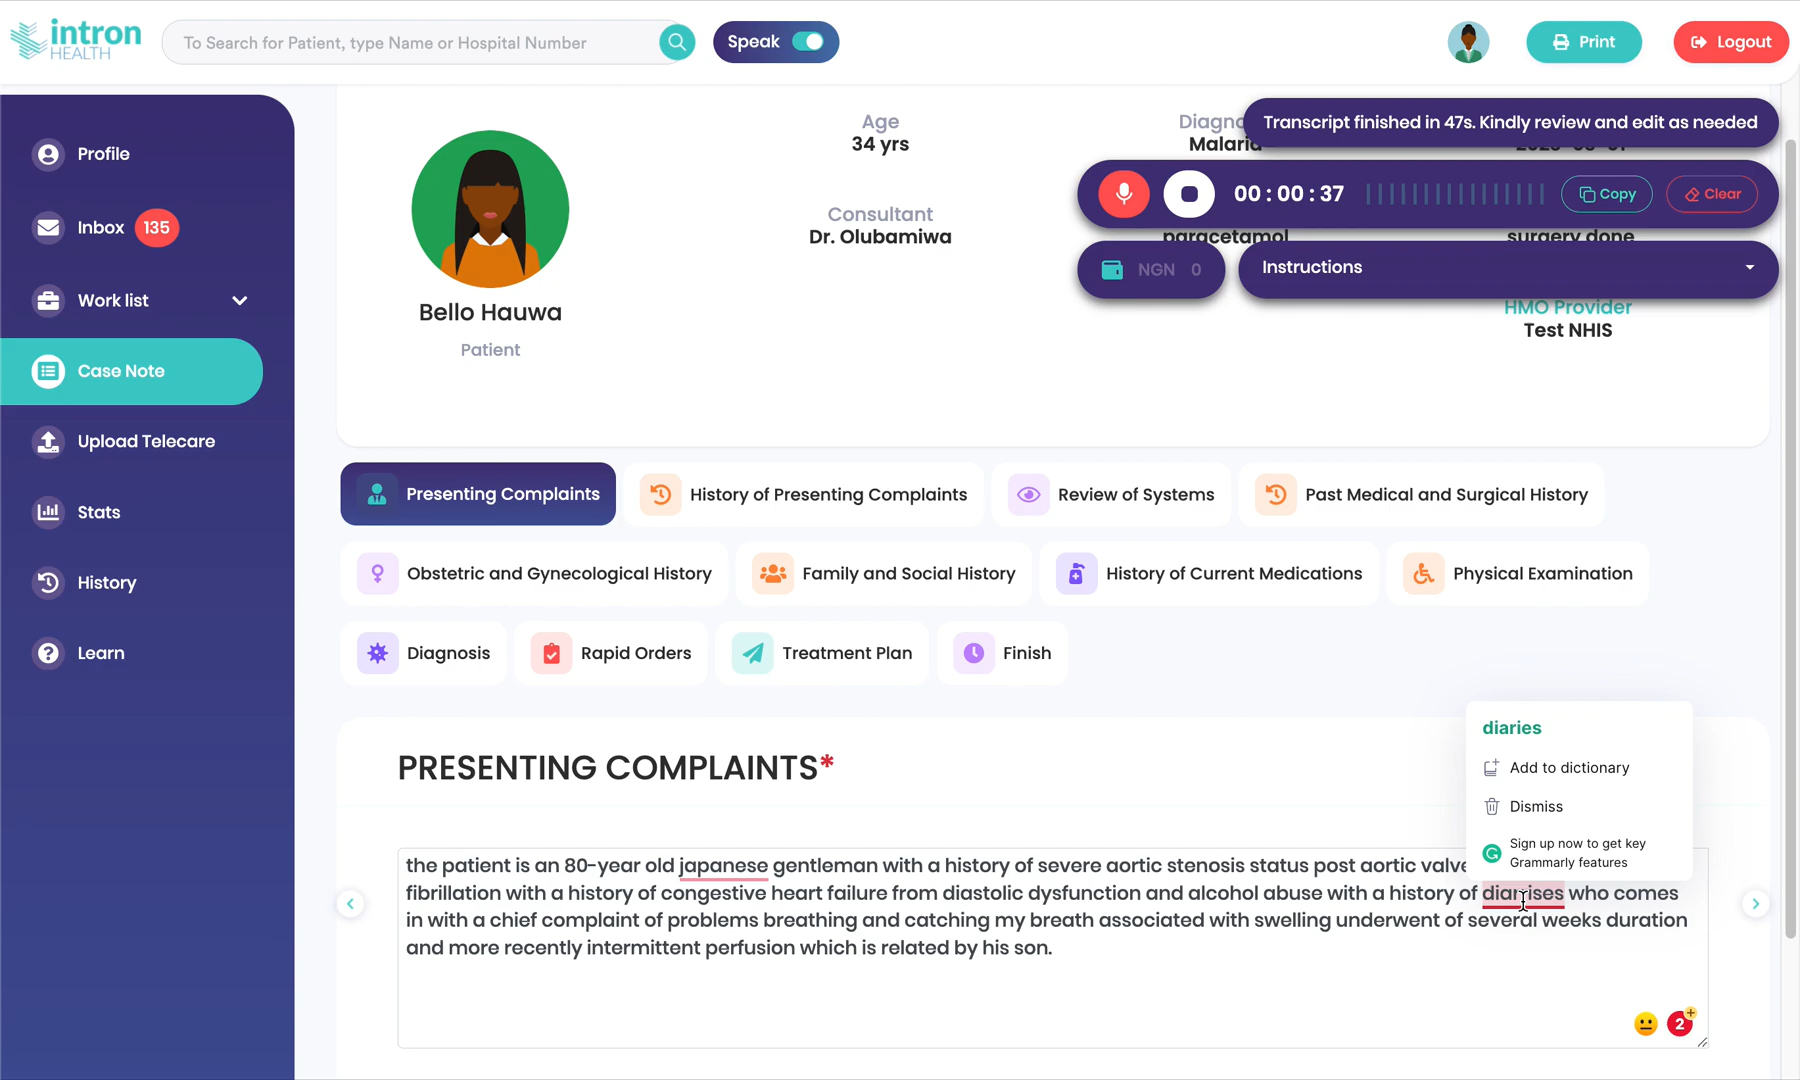 intron
HEALTH
To Search for Patient, type Name or Hospital Number
Speak
Print
Logout
Profile
Inbox 135
Work list
Case Note
Upload Telecare
Stats
History
Learn
Bello Hauwa
Patient
Age
34 yrs
Consultant
Dr. Olubamiwa
Diagno
Malaria
Transcript finished in 47s. Kindly review and edit as needed
00 : 00 : 37
Copy
Clear
paracetamol
surgery done
NGN 0
Instructions
HMO Provider
Test NHIS
Presenting Complaints
History of Presenting Complaints
Review of Systems
Past Medical and Surgical History
Obstetric and Gynecological History
Family and Social History
History of Current Medications
Physical Examination
Diagnosis
Rapid Orders
Treatment Plan
Finish
PRESENTING COMPLAINTS*
diaries
Add to dictionary
Dismiss
Sign up now to get key
Grammarly features
the patient is an 80-year old japanese gentleman with a history of severe aortic stenosis status post aortic valve
fibrillation with a history of congestive heart failure from diastolic dysfunction and alcohol abuse with a history of who comes
in with a chief complaint of problems breathing and catching my breath associated with swelling underwent of several weeks duration
and more recently intermittent perfusion which is related by his son.
2